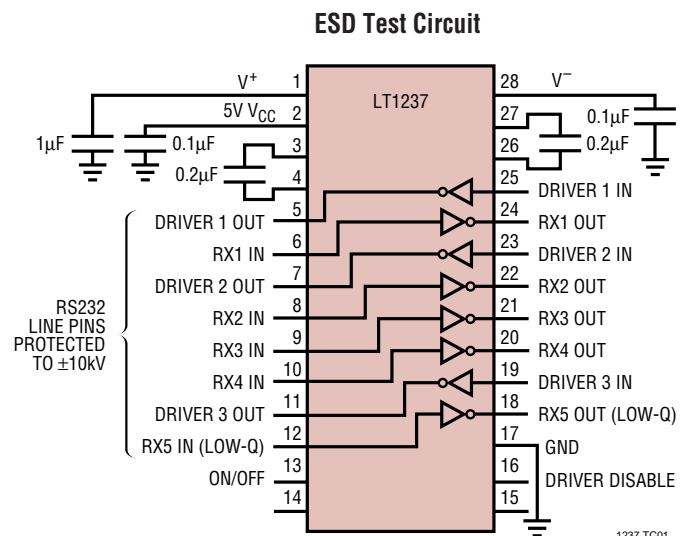 ESD Test Circuit
V+ 1 28 V–
LT1237
5V VCC 2 27
0.1µF
1µF 0.1µF 3 26 0.2µF
0.2µF 4 25 DRIVER 1 IN
DRIVER 1 OUT 5 24 RX1 OUT
RX1 IN 6 23 DRIVER 2 IN
DRIVER 2 OUT 7 22 RX2 OUT
RX2 IN 8 21 RX3 OUT
RX3 IN 9 20 RX4 OUT
RX4 IN 10 19 DRIVER 3 IN
DRIVER 3 OUT 11 18 RX5 OUT (LOW-Q)
RX5 IN (LOW-Q) 12 17 GND
ON/OFF 13 16 DRIVER DISABLE
14 15
RS232
LINE PINS
PROTECTED
TO ±10kV
1237 TC01